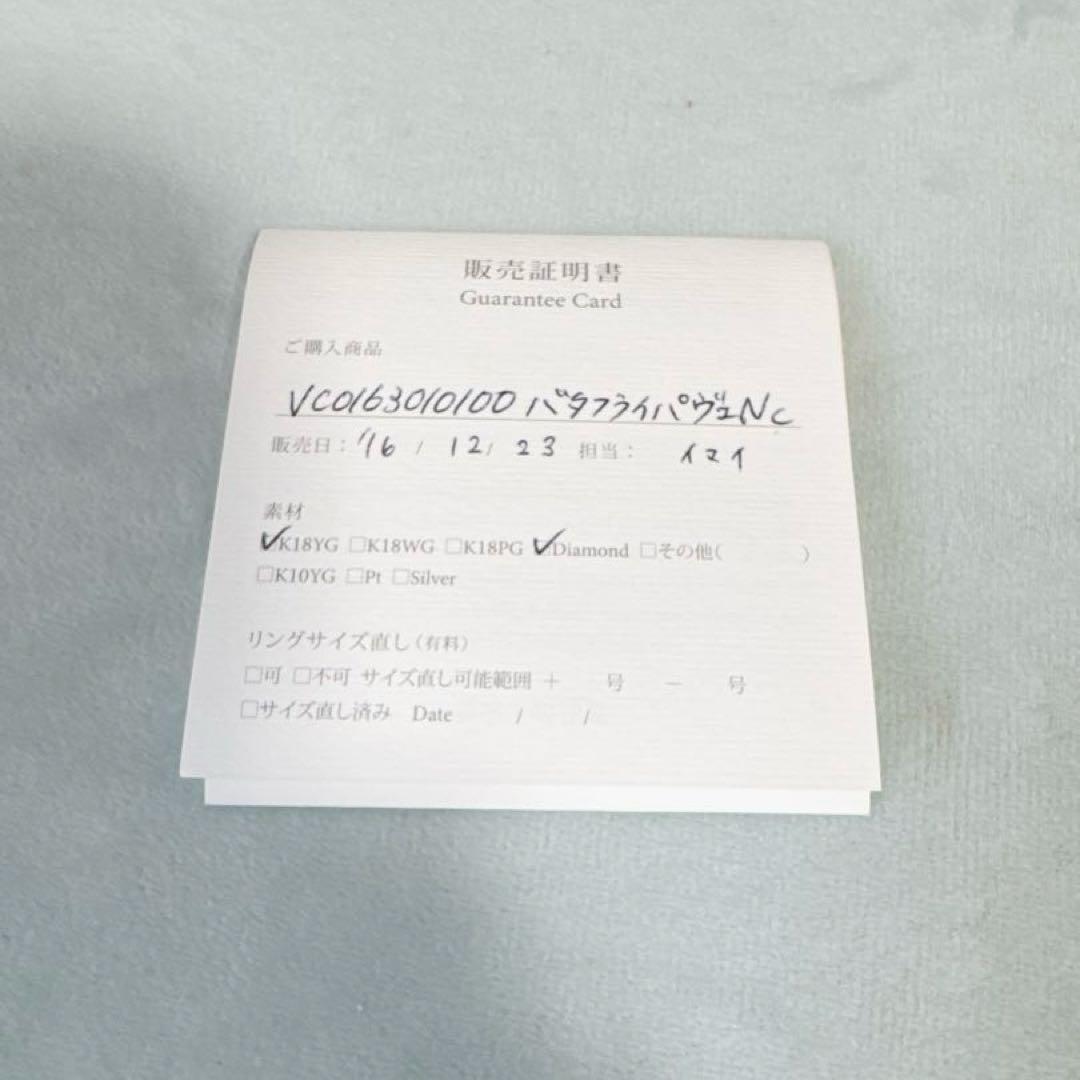 販売証明書
Guarantee Card
ご購入商品
VC0163010100 バタフライパヴェNC
販売日：'16 / 12 / 23 担当： イマイ
素材
☑K18YG □K18WG □K18PG ☑Diamond □その他( )
□K10YG □Pt □Silver
リングサイズ直し(有料)
□可 □不可 サイズ直し可能範囲 + 号 − 号
□サイズ直し済み Date / /